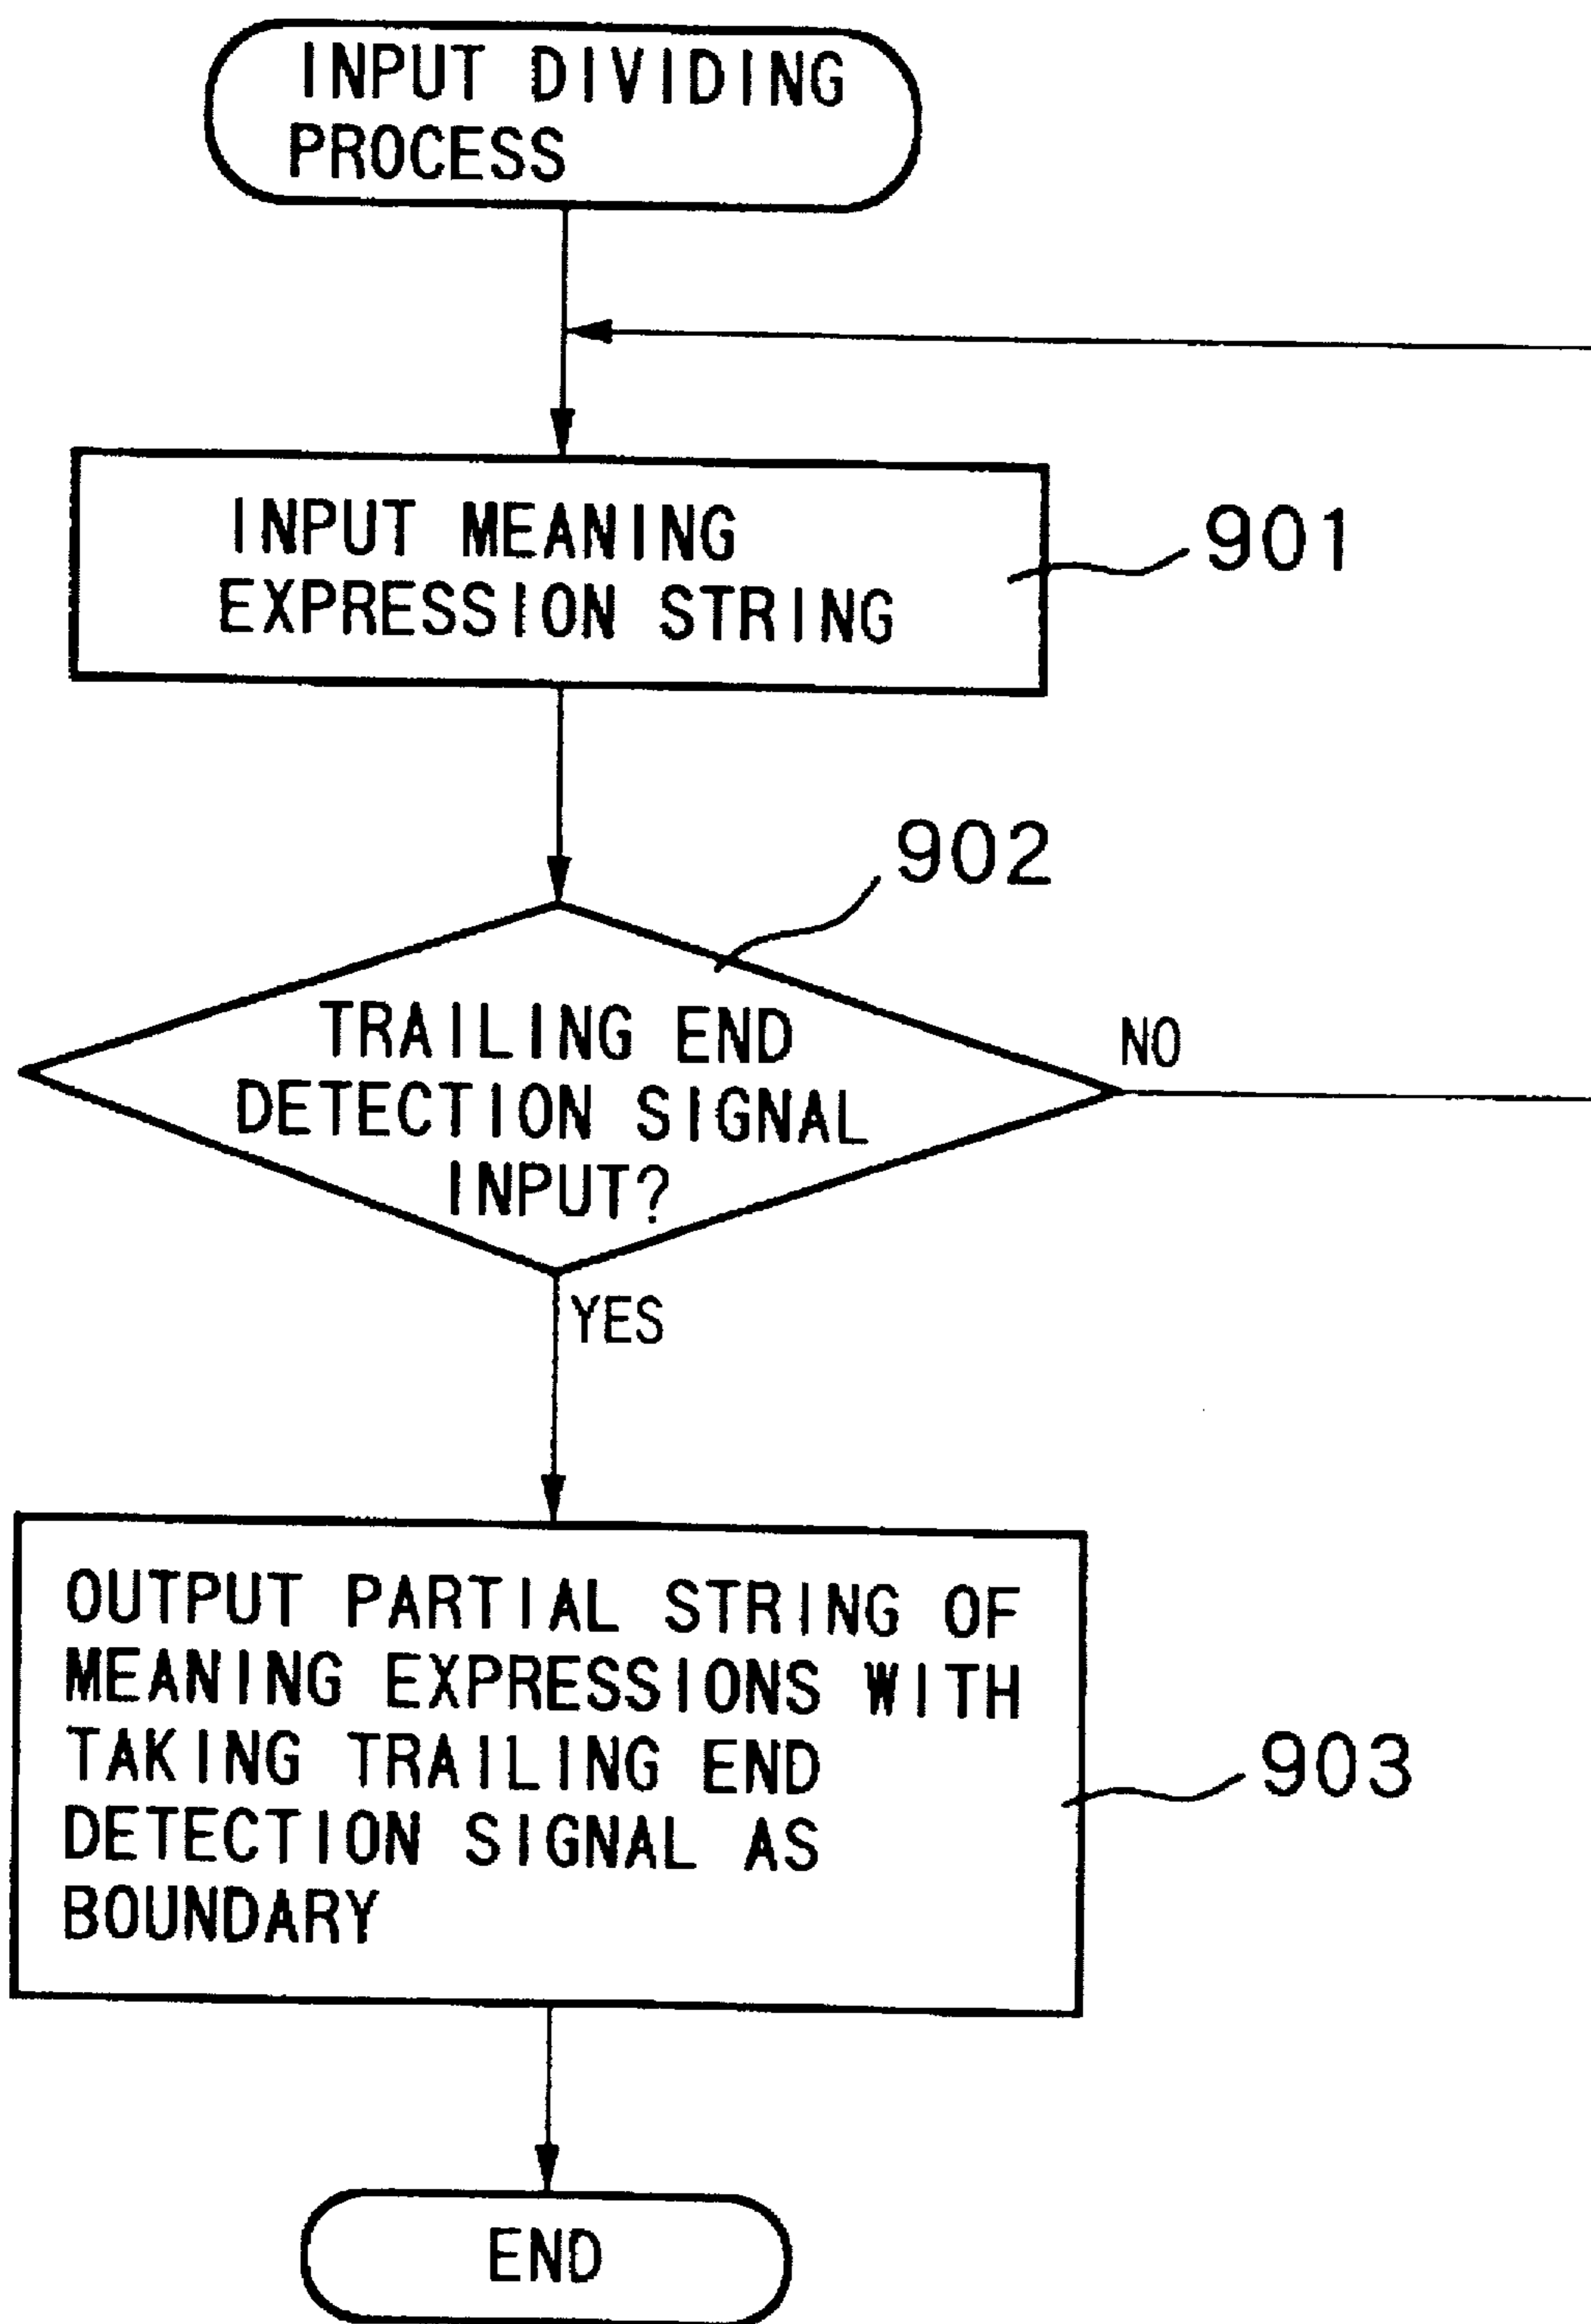 INPUT DIVIDING
PROCESS
INPUT MEANING
EXPRESSION STRING
901
902
TRAILING END
DETECTION SIGNAL
INPUT?
NO
YES
OUTPUT PARTIAL STRING OF
MEANING EXPRESSIONS WITH
TAKING TRAILING END
DETECTION SIGNAL AS
BOUNDARY
903
END